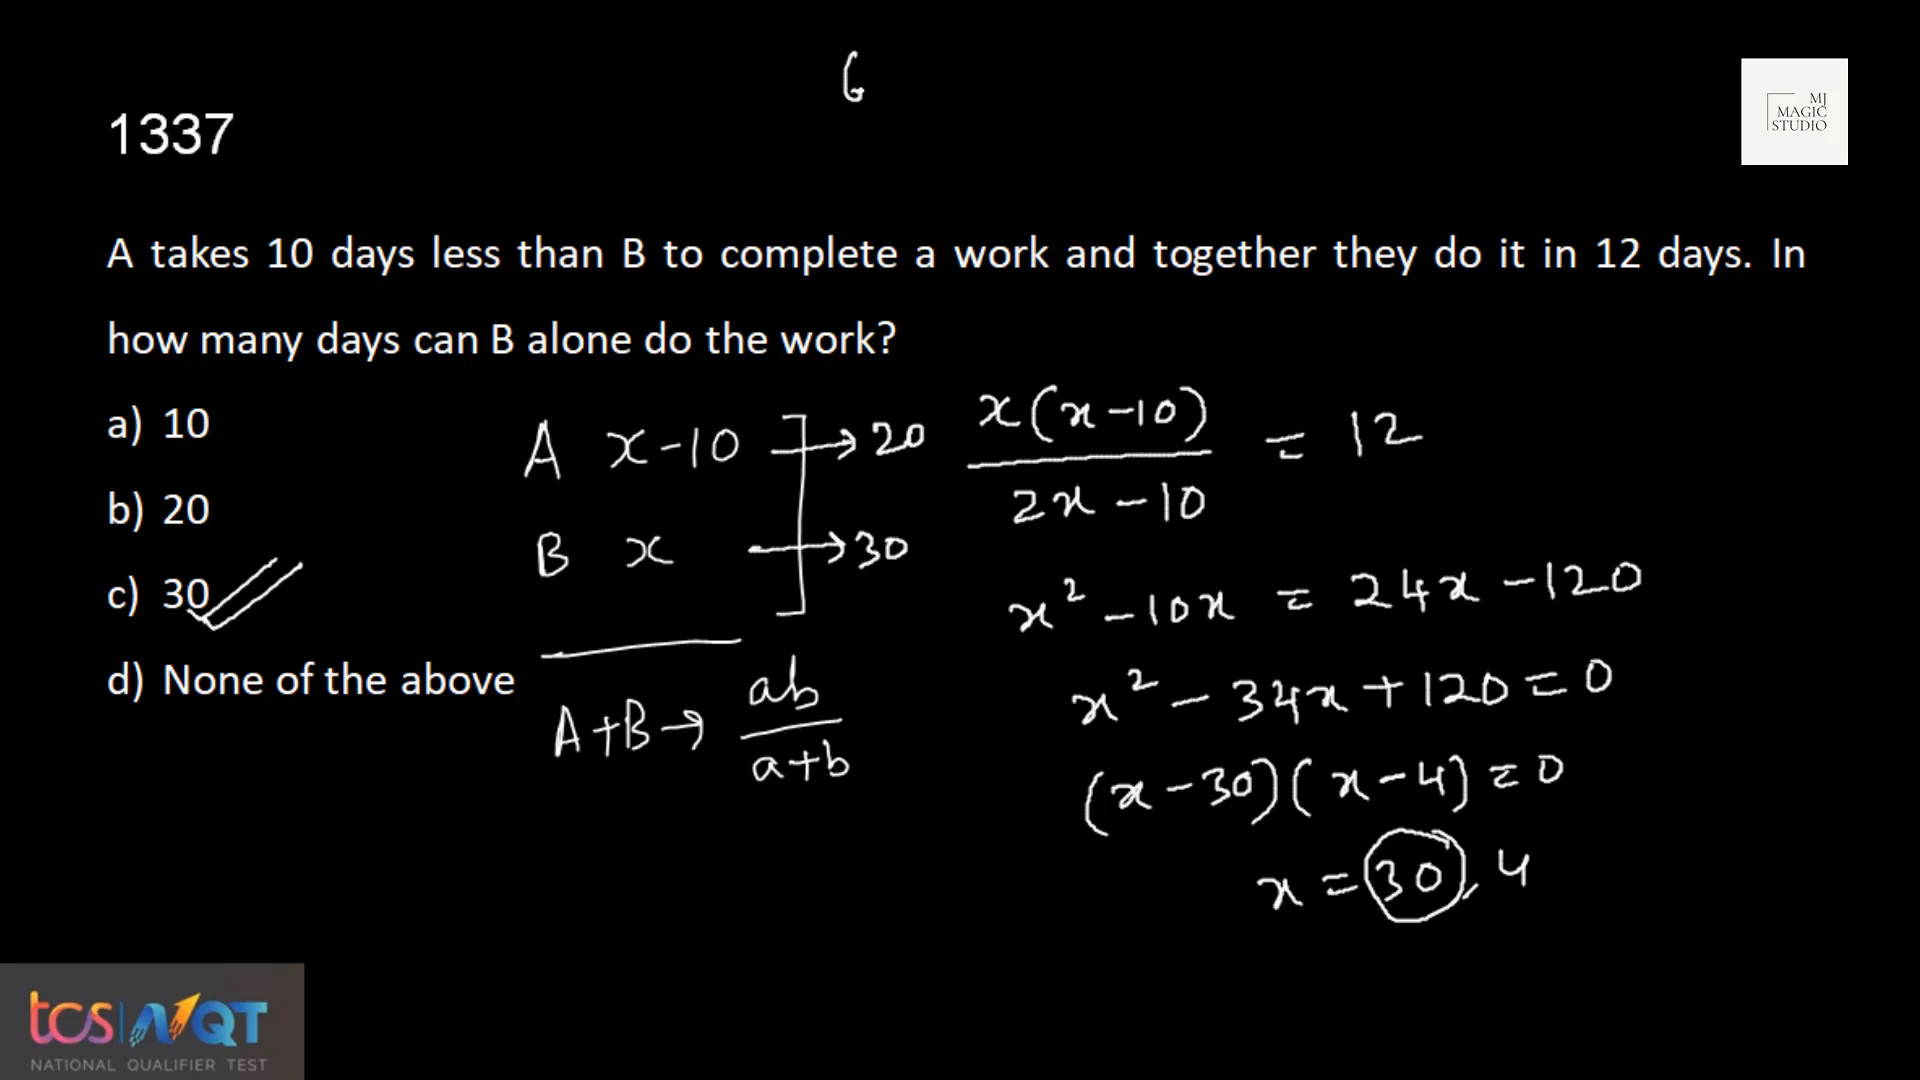 6
1337
MJ
MAGIC
STUDIO
A takes 10 days less than B to complete a work and together they do it in 12 days. In
how many days can B alone do the work?
a) 10
b) 20
c) 30
d) None of the above
A x-10 → 20
B x → 30
A+B → ab/a+b
x(x-10)/2x-10 = 12
x² - 10x = 24x - 120
x² - 34x + 120 = 0
(x-30)(x-4) = 0
x = 30, 4
tcs | NQT
NATIONAL QUALIFIER TEST